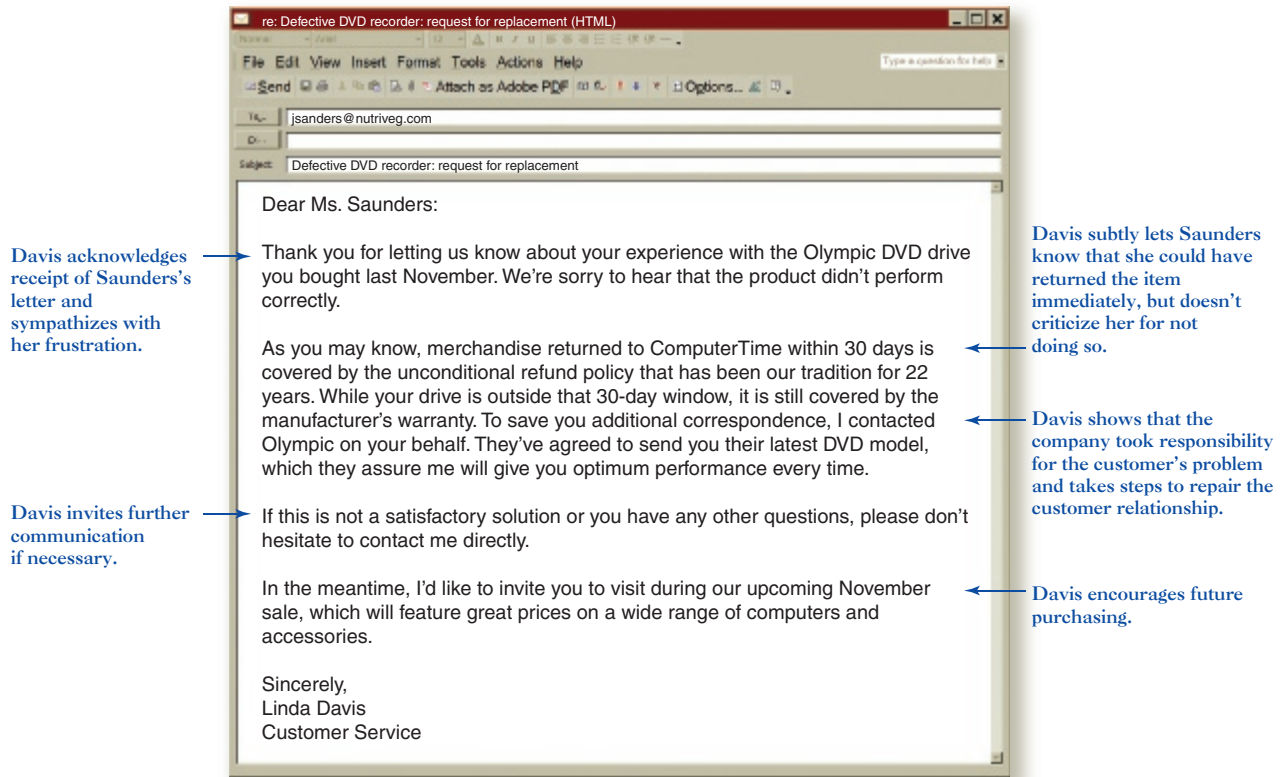 re: Defective DVD recorder: request for replacement (HTML)
File Edit View Insert Format Tools Actions Help
Type a question for help
Send Attach as Adobe PDF Options...
jsanders@nutriveg.com
Subject: Defective DVD recorder: request for replacement
Dear Ms. Saunders:
Thank you for letting us know about your experience with the Olympic DVD drive
you bought last November. We’re sorry to hear that the product didn’t perform
correctly.
As you may know, merchandise returned to ComputerTime within 30 days is
covered by the unconditional refund policy that has been our tradition for 22
years. While your drive is outside that 30-day window, it is still covered by the
manufacturer’s warranty. To save you additional correspondence, I contacted
Olympic on your behalf. They’ve agreed to send you their latest DVD model,
which they assure me will give you optimum performance every time.
If this is not a satisfactory solution or you have any other questions, please don’t
hesitate to contact me directly.
In the meantime, I’d like to invite you to visit during our upcoming November
sale, which will feature great prices on a wide range of computers and
accessories.
Sincerely,
Linda Davis
Customer Service
Davis acknowledges
receipt of Saunders’s
letter and
sympathizes with
her frustration.
Davis invites further
communication
if necessary.
Davis subtly lets Saunders
know that she could have
returned the item
immediately, but doesn’t
criticize her for not
doing so.
Davis shows that the
company took responsibility
for the customer’s problem
and takes steps to repair the
customer relationship.
Davis encourages future
purchasing.